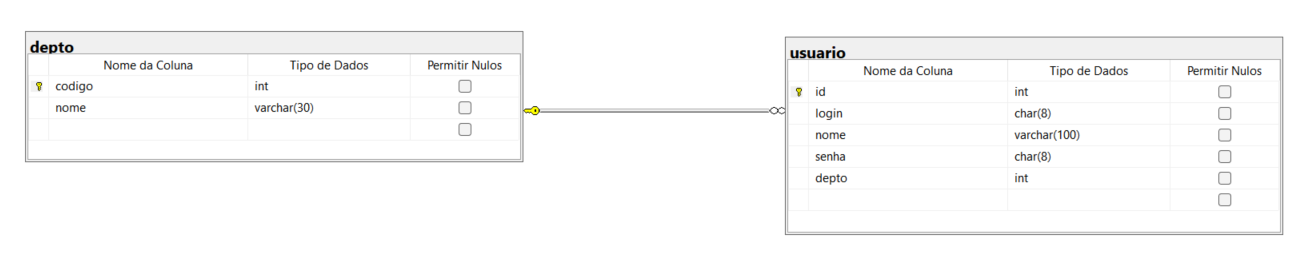 depto
Nome da Coluna Tipo de Dados Permitir Nulos
codigo int
nome varchar(30)
usuario
Nome da Coluna Tipo de Dados Permitir Nulos
id int
login char(8)
nome varchar(100)
senha char(8)
depto int